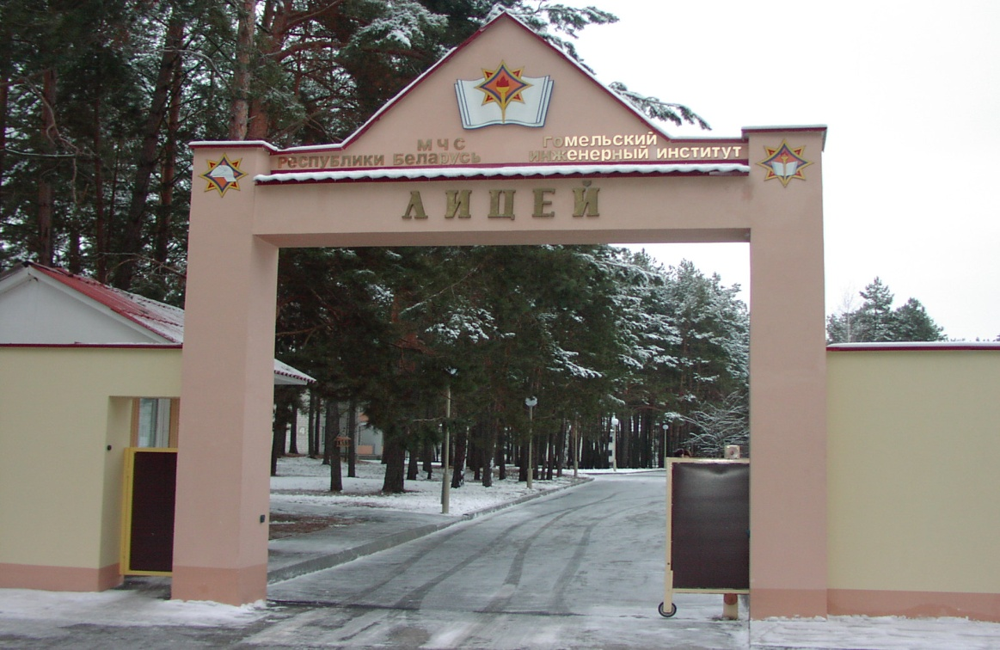 МЧС
Республики Беларусь
гомельский
инженерный институт
ЛИЦЕЙ